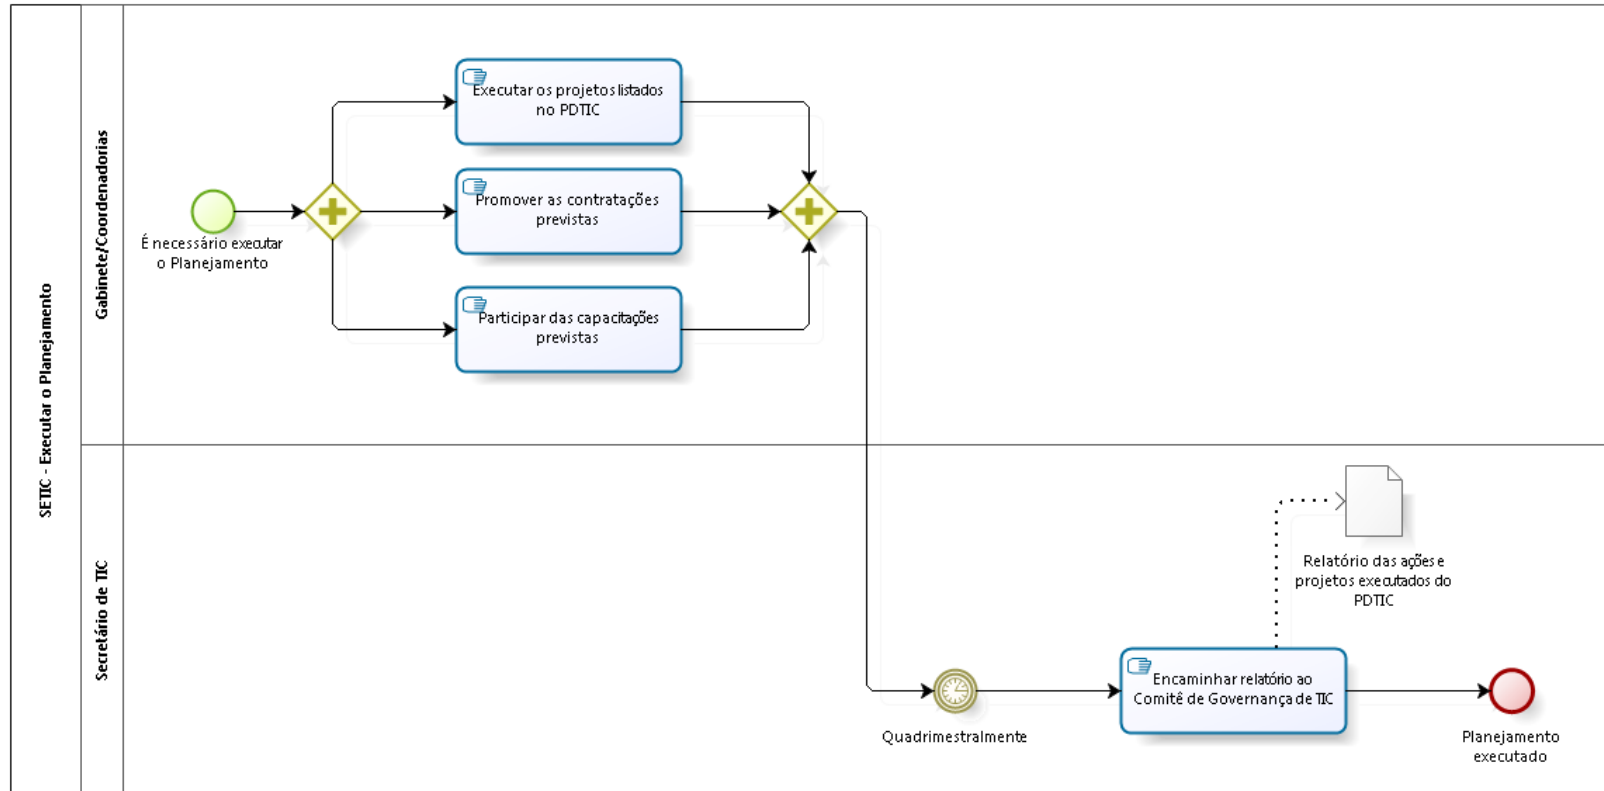 SETIC - Executar o Planejamento
Gabinete/Coordenadorias
É necessário executar
o Planejamento
Executar os projetos listados
no PDTIC
Promover as contratações
previstas
Participar das capacitações
previstas
Secretário de TIC
Quadrimestralmente
Encaminhar relatório ao
Comitê de Governança de TIC
Relatório das ações e
projetos executados do
PDTIC
Planejamento
executado